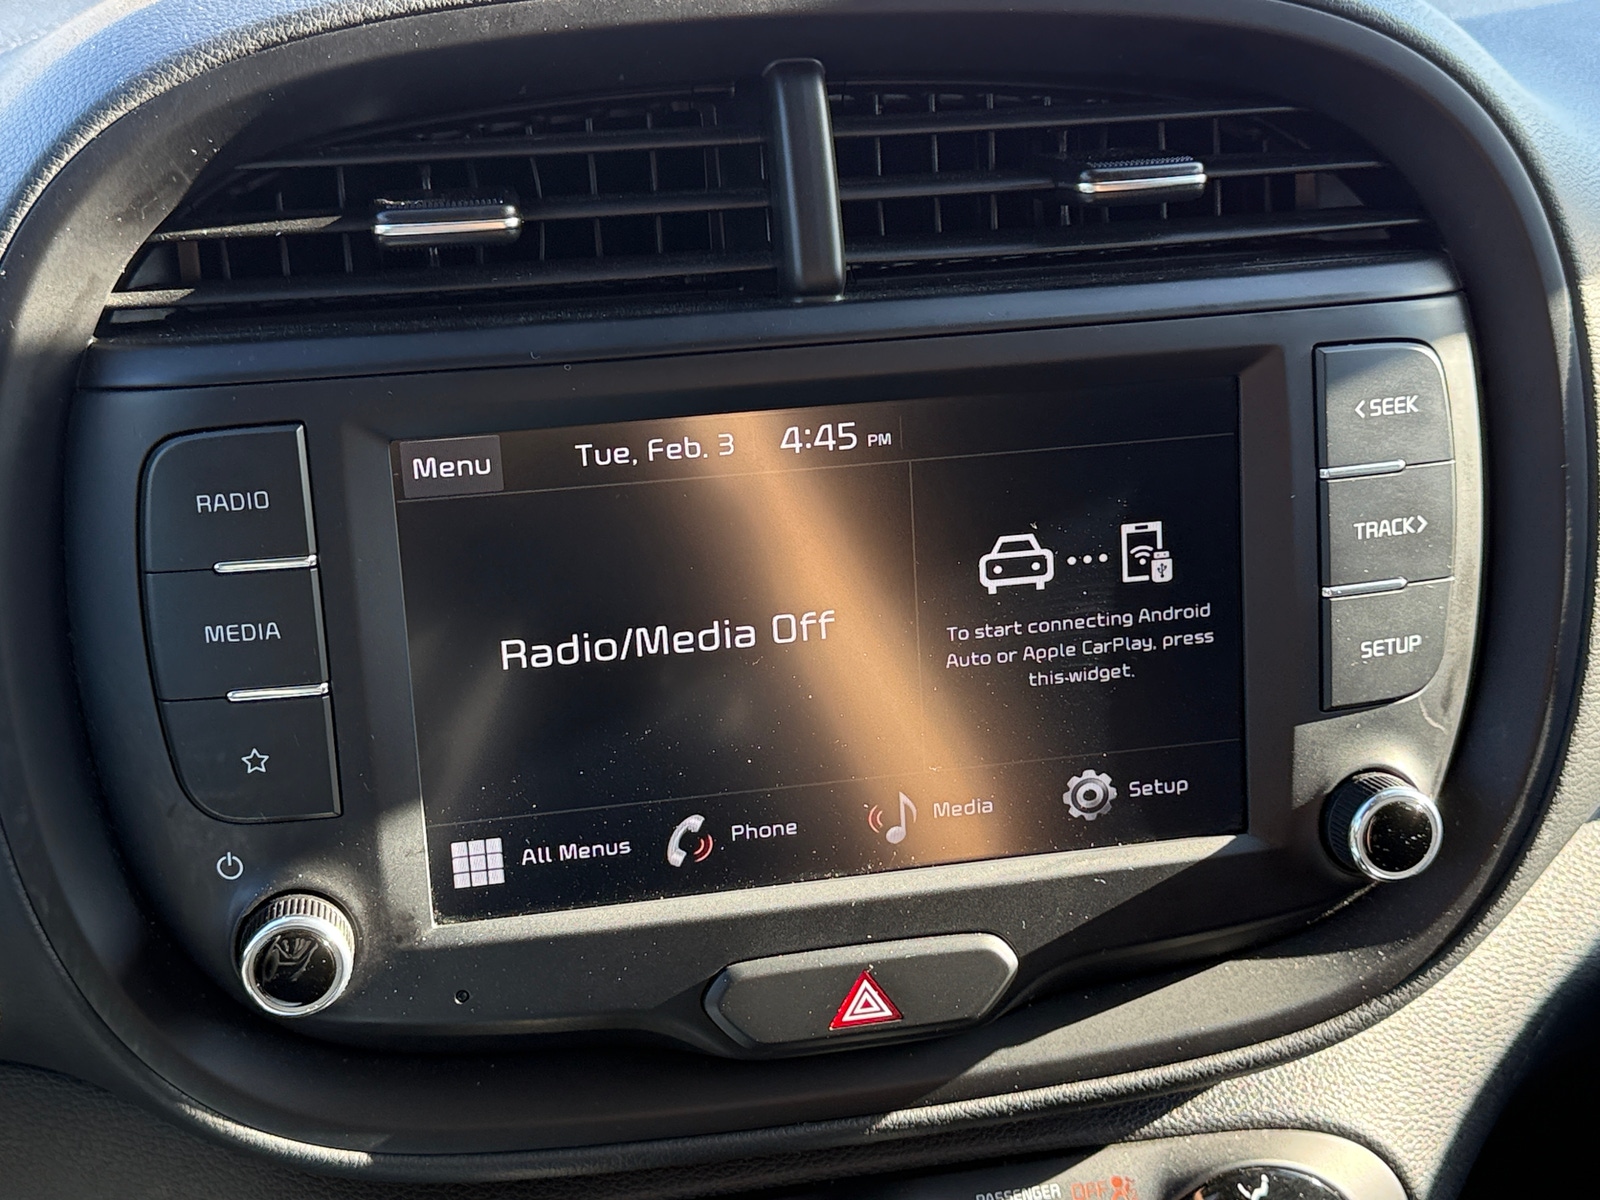 RADIO
MEDIA
Menu
Tue, Feb. 3 4:45 PM
Radio/Media Off
To start connecting Android
Auto or Apple CarPlay, press
this widget.
All Menus
Phone
Media
Setup
<SEEK
TRACK>
SETUP
PASSENGER OFF